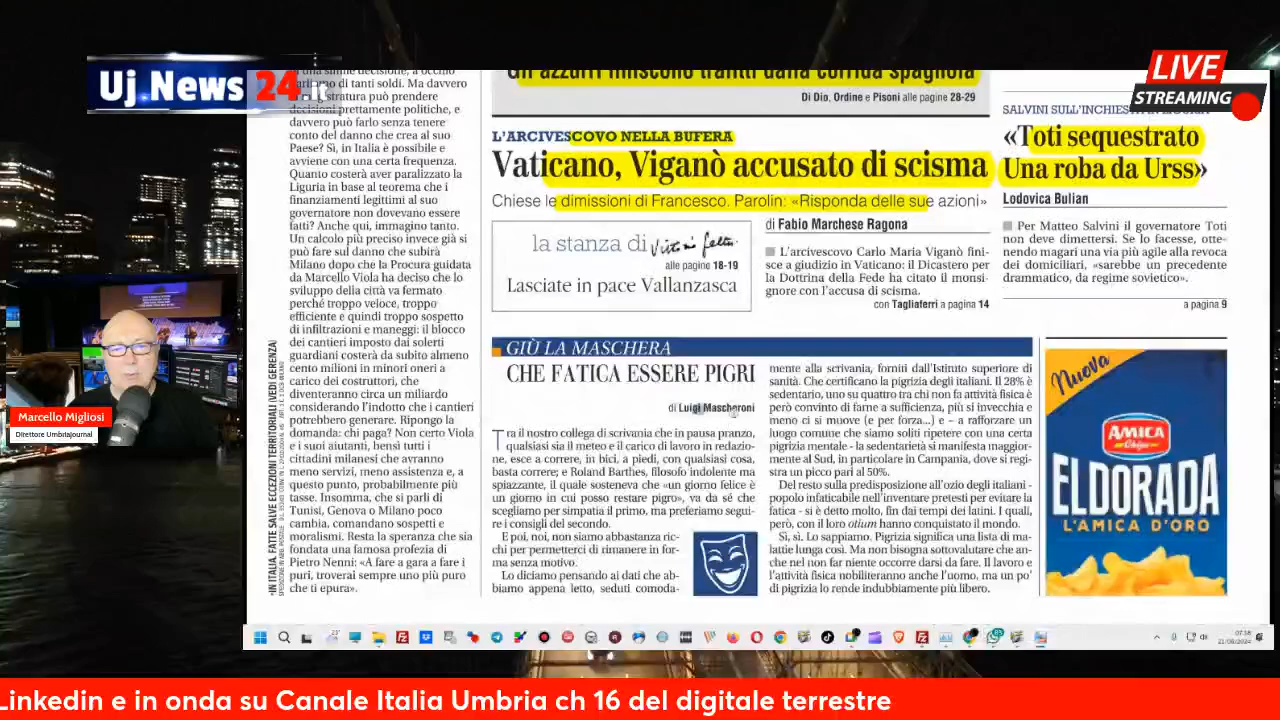 Uj News 24.it
LIVE
STREAMING
Marcello Migliosi
Direttore Umbriajournal
tanto di tanti soldi. Ma davvero
stratura può prendere
decisioni prettamente politiche, e
davvero può farlo senza tenere
conto del danno che crea al suo
Paese? Sì, in Italia è possibile e
avviene con una certa frequenza.
Quanto costerà aver paralizzato la
Liguria in base al teorema che i
finanziamenti legittimi al suo
governatore non dovevano essere
fatti? Anche qui, immagino tanto.
Un calcolo più preciso invece già si
può fare sul danno che subirà
Milano dopo che la Procura guidata
da Marcello Viola ha deciso che lo
sviluppo della città va fermato
perché troppo veloce, troppo
efficiente e quindi troppo sospetto
di infiltrazioni e maneggi: il blocco
dei cantieri imposto dai solerti
guardiani costerà da subito almeno
cento milioni in minori oneri a
carico dei costruttori, che
diventeranno circa un miliardo
considerando l'indotto che i cantieri
potrebbero generare. Ripongo la
domanda: chi paga? Non certo Viola
e i suoi aiutanti, bensì tutti i
cittadini milanesi che avranno
meno servizi, meno assistenza e, a
questo punto, probabilmente più
tasse. Insomma, che si parli di
Tunisi, Genova o Milano poco
cambia, comandano sospetti e
moralismi. Resta la speranza che sia
fondata una famosa profezia di
Pietro Nenni: «A fare a gara a fare i
puri, troverai sempre uno più puro
che ti epura».
*IN ITALIA, FATTE SALVE ECCEZIONI TERRITORIALI (VEDI GERENZA)
Gli azzurri finiscono trafitti dalla corrida spagnola
Di Dio, Ordine e Pisoni alle pagine 28-29
L'ARCIVESCOVO NELLA BUFERA
Vaticano, Viganò accusato di scisma
Chiese le dimissioni di Francesco. Parolin: «Risponda delle sue azioni»
la stanza di Vittorio Feltri
alle pagine 18-19
Lasciate in pace Vallanzasca
di Fabio Marchese Ragona
L'arcivescovo Carlo Maria Viganò fini-
sce a giudizio in Vaticano: il Dicastero per
la Dottrina della Fede ha citato il monsi-
gnore con l'accusa di scisma.
con Tagliaferri a pagina 14
SALVINI SULL'INCHIESTA
«Toti sequestrato
Una roba da Urss»
Lodovica Bulian
Per Matteo Salvini il governatore Toti
non deve dimettersi. Se lo facesse, otte-
nendo magari una via più agile alla revoca
dei domiciliari, «sarebbe un precedente
drammatico, da regime sovietico».
a pagina 9
GIÙ LA MASCHERA
CHE FATICA ESSERE PIGRI
di Luigi Mascheroni
Tra il nostro collega di scrivania che in pausa pranzo,
qualsiasi sia il meteo e il carico di lavoro in redazio-
ne, esce a correre, in bici, a piedi, con qualsiasi cosa,
basta correre; e Roland Barthes, filosofo indolente ma
spiazzante, il quale sosteneva che «un giorno felice è
un giorno in cui posso restare pigro», va da sé che
scegliamo per simpatia il primo, ma preferiamo segui-
re i consigli del secondo.
E poi, noi, non siamo abbastanza ric-
chi per permetterci di rimanere in for-
ma senza motivo.
Lo diciamo pensando ai dati che ab-
biamo appena letto, seduti comoda-
mente alla scrivania, forniti dall'Istituto superiore di
sanità. Che certificano la pigrizia degli italiani. Il 28% è
sedentario, uno su quattro tra chi non fa attività fisica è
però convinto di farne a sufficienza, più si invecchia e
meno ci si muove (e per forza...) e – a rafforzare un
luogo comune che siamo soliti ripetere con una certa
pigrizia mentale - la sedentarietà si manifesta maggior-
mente al Sud, in particolare in Campania, dove si regi-
stra un picco pari al 50%.
Del resto sulla predisposizione all'ozio degli italiani -
popolo infaticabile nell'inventare pretesti per evitare la
fatica - si è detto molto, fin dai tempi dei latini. I quali,
però, con il loro otium hanno conquistato il mondo.
Sì, sì. Lo sappiamo. Pigrizia significa una lista di ma-
lattie lunga così. Ma non bisogna sottovalutare che an-
che nel non far niente occorre darsi da fare. Il lavoro e
l'attività fisica nobiliteranno anche l'uomo, ma un po'
di pigrizia lo rende indubbiamente più libero.
Nuova
AMICA
Chips
ELDORADA
L'AMICA D'ORO
07:38
21/06/2024
Linkedin e in onda su Canale Italia Umbria ch 16 del digitale terrestre